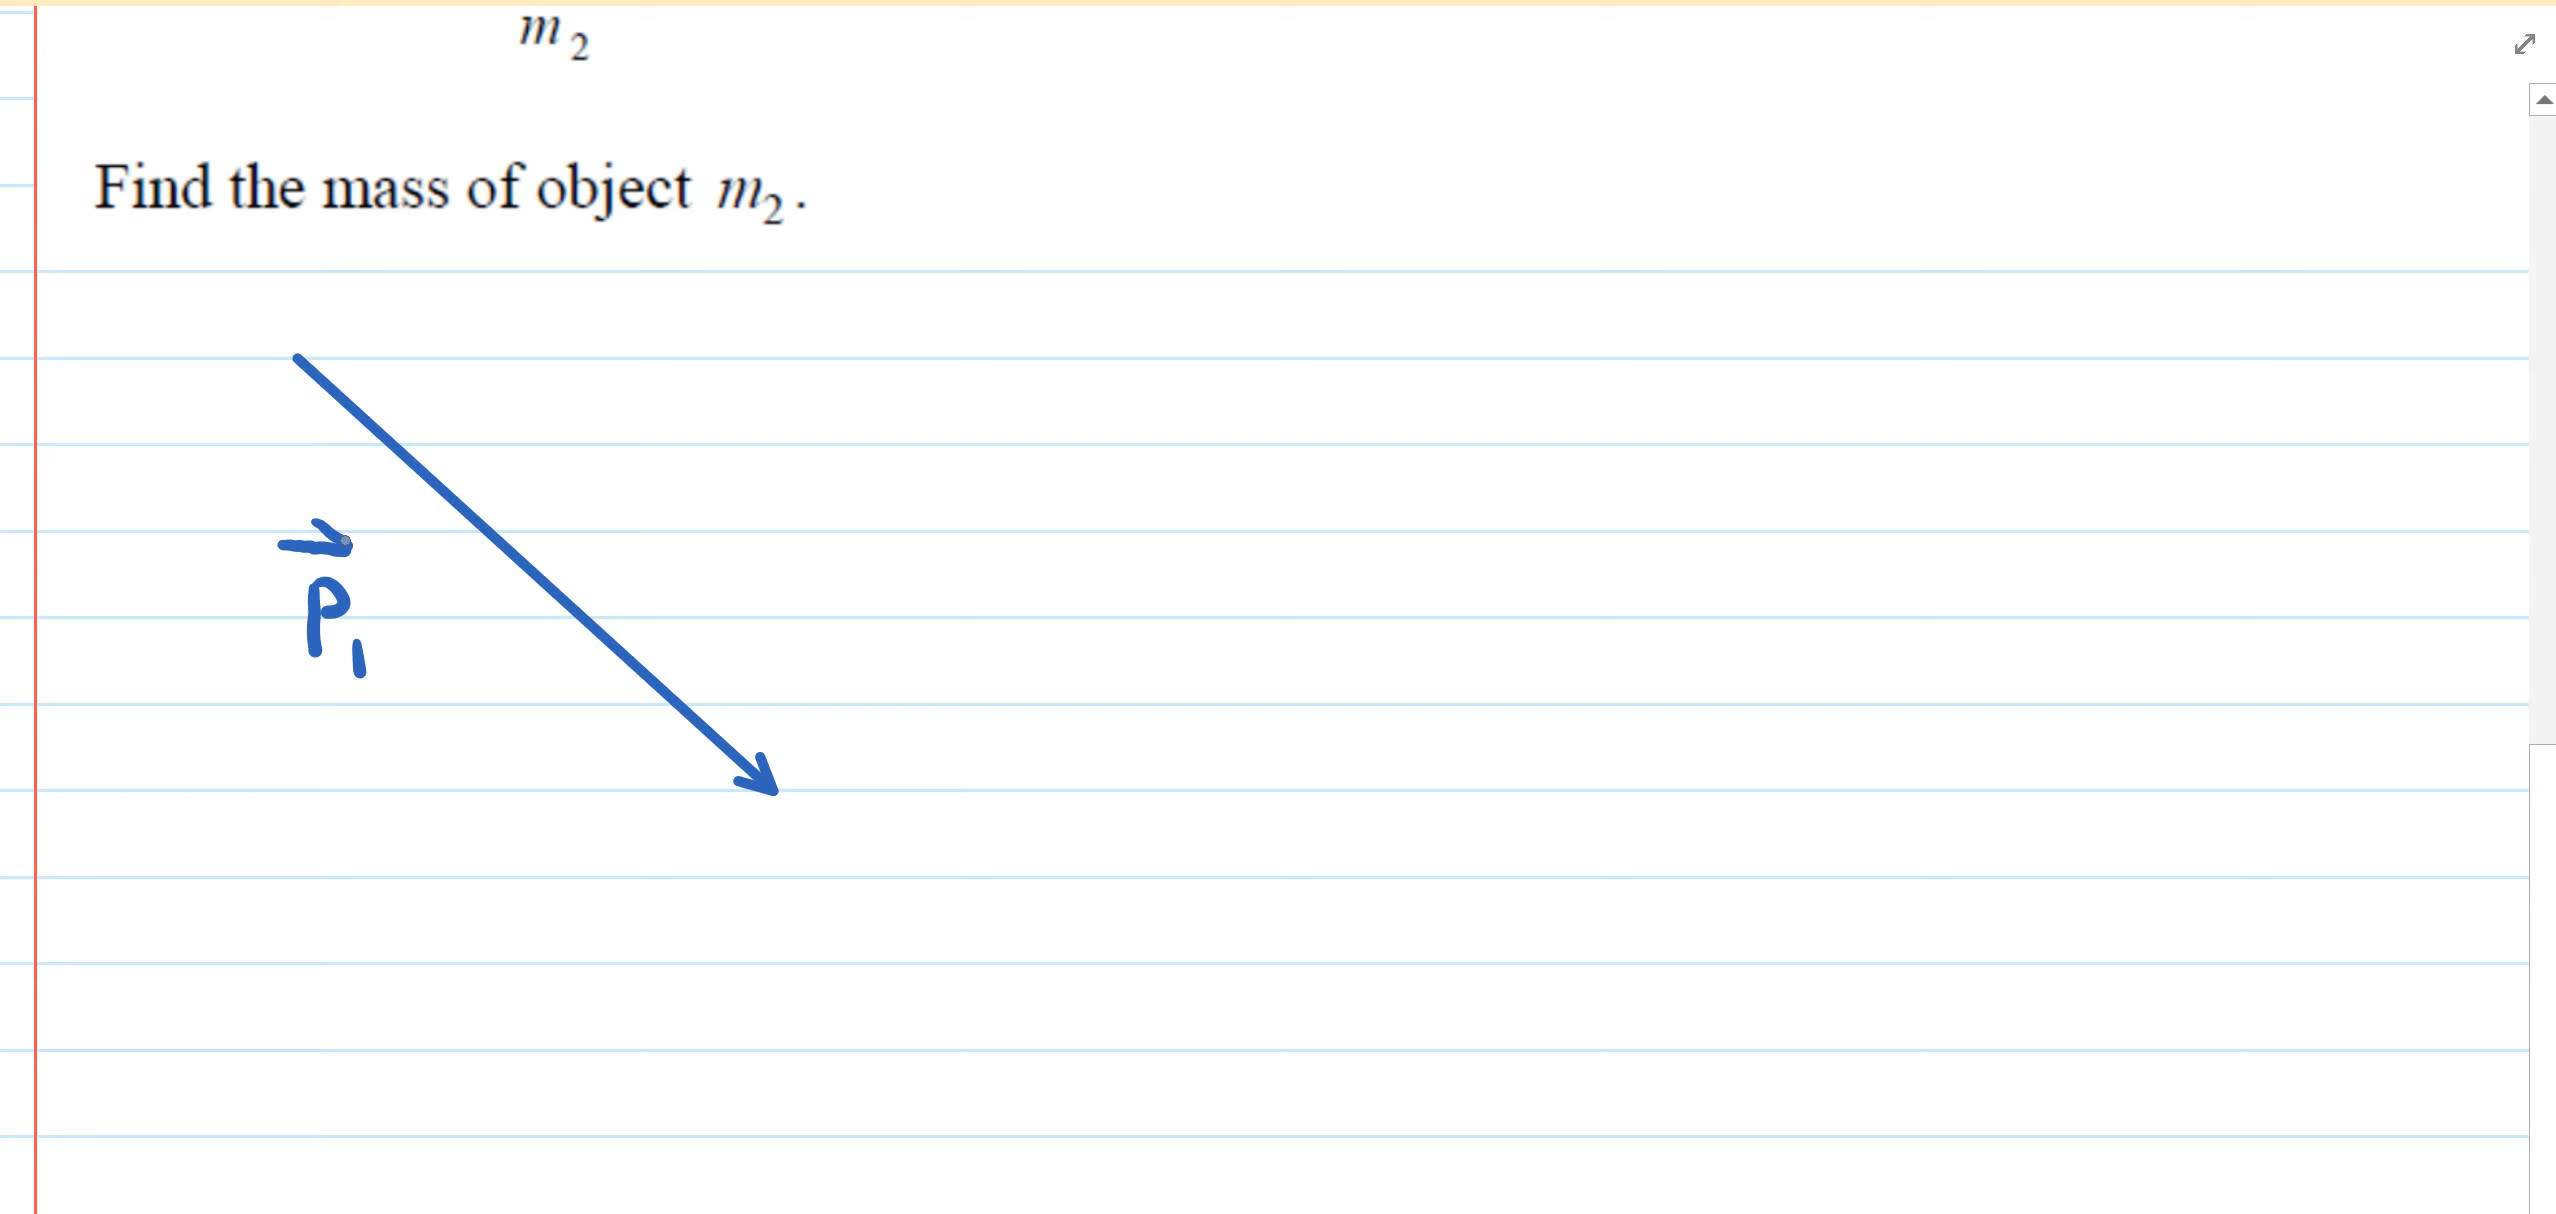 m₂
Find the mass of object m₂.
p⃗₁